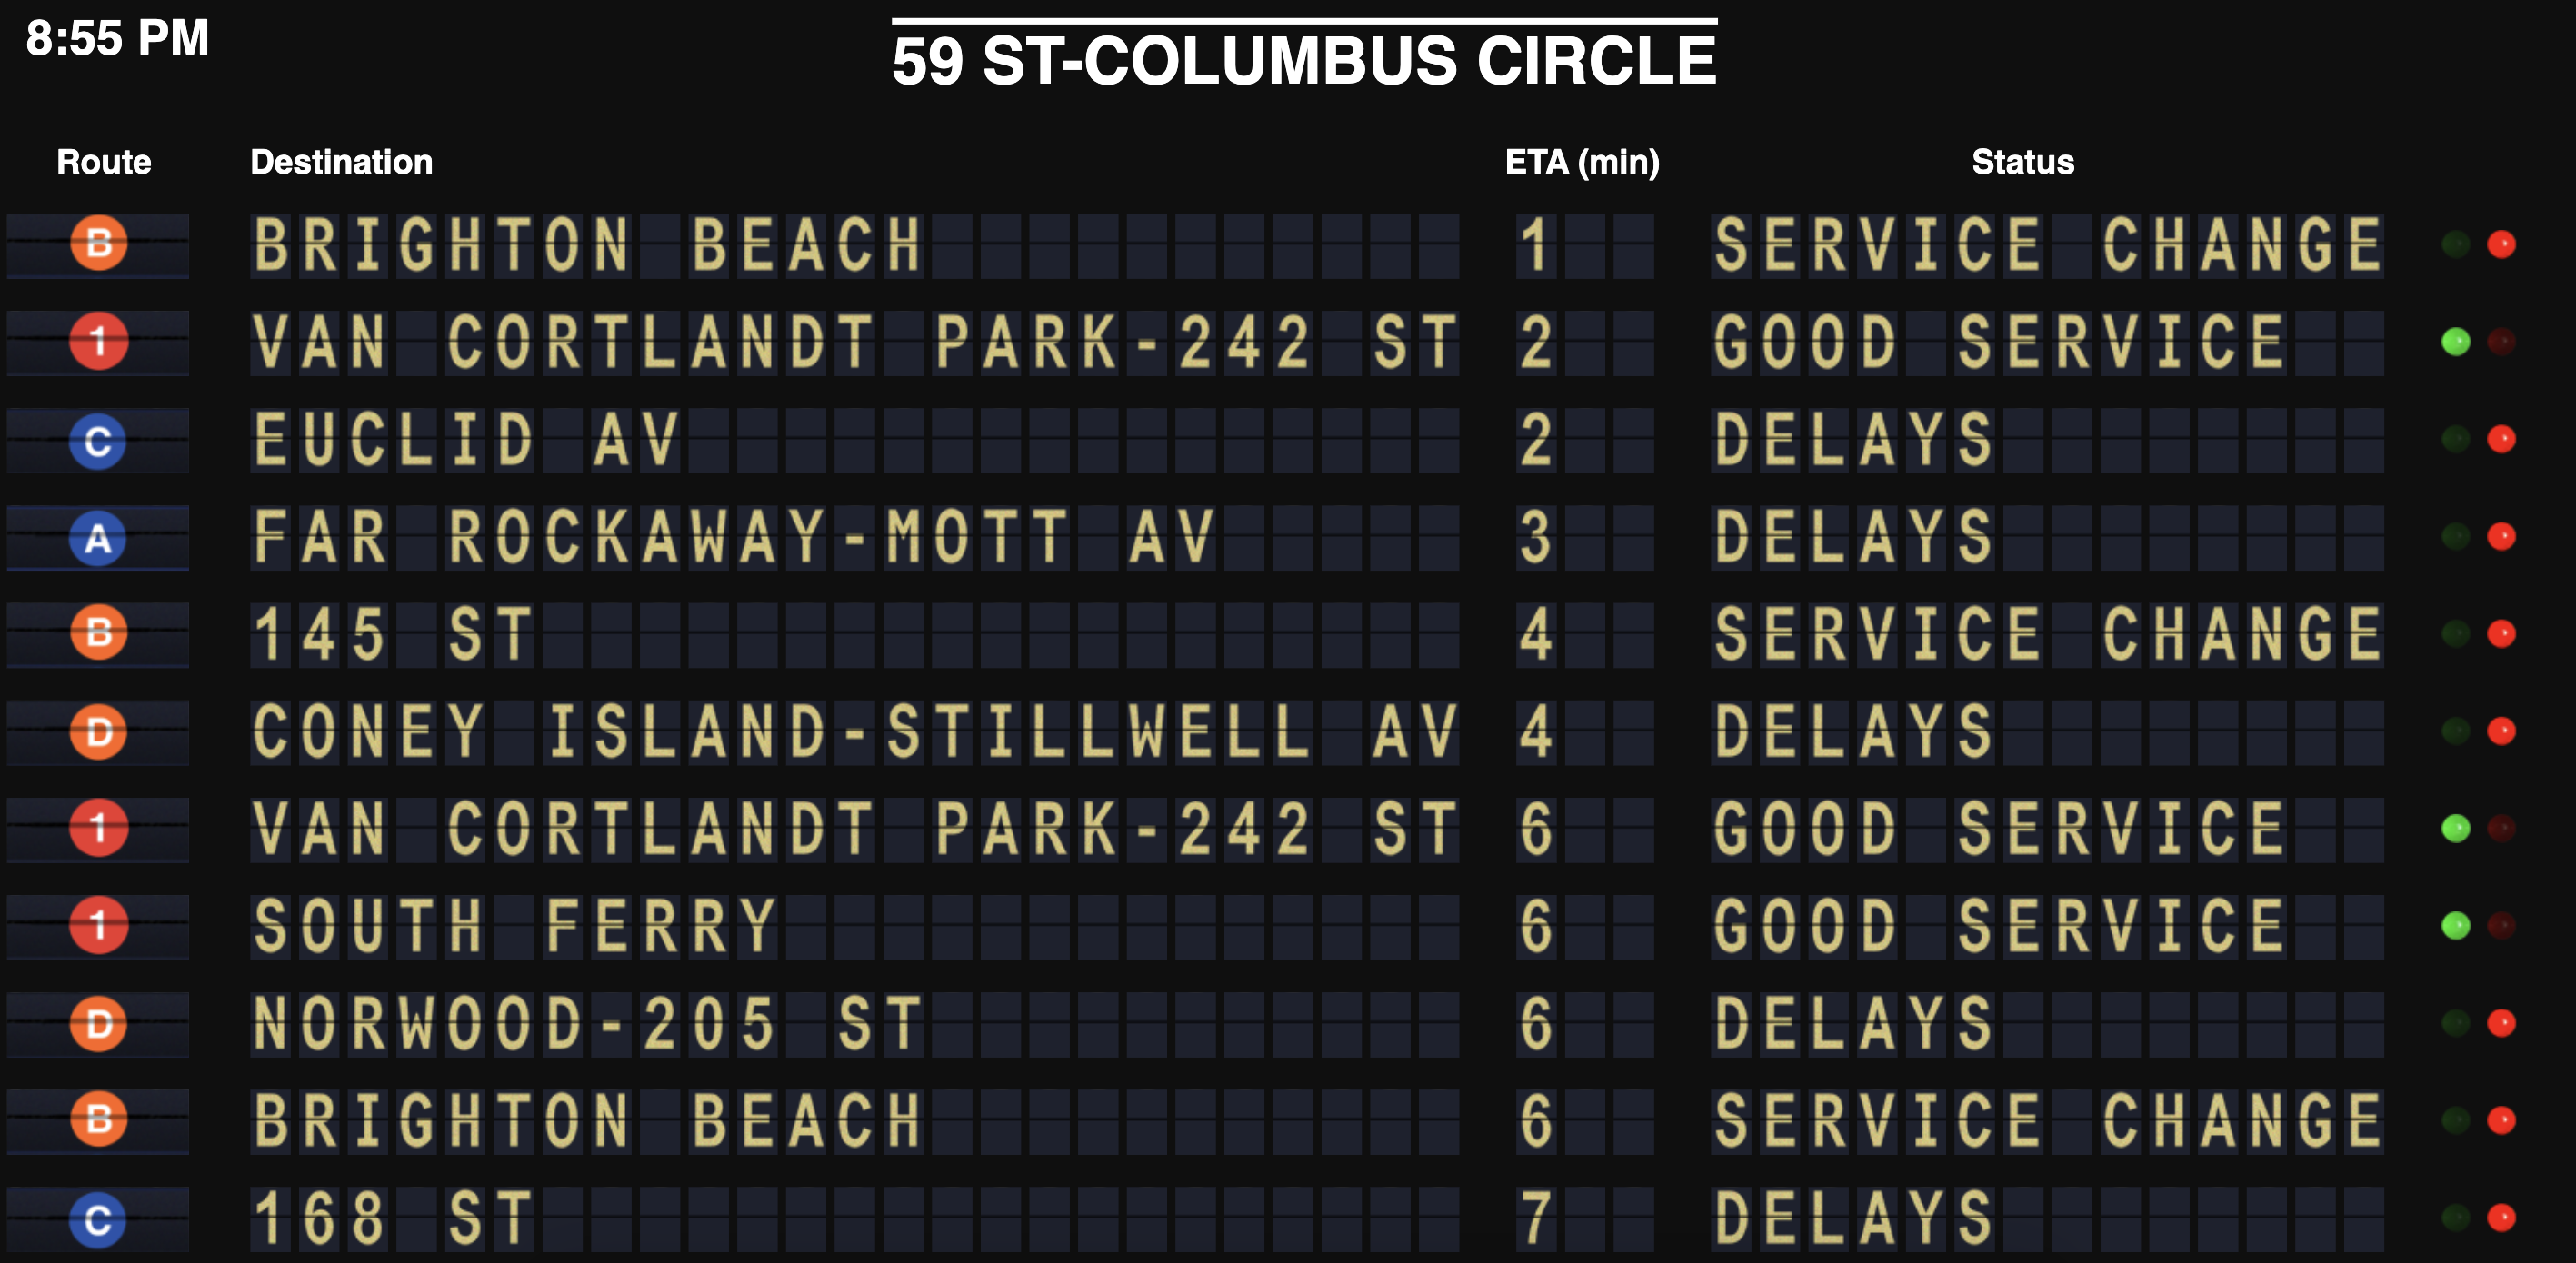 8:55 PM
59 ST-COLUMBUS CIRCLE
Route Destination ETA (min) Status
B BRIGHTON BEACH 1 SERVICE CHANGE
1 VAN CORTLANDT PARK-242 ST 2 GOOD SERVICE
C EUCLID AV 2 DELAYS
A FAR ROCKAWAY-MOTT AV 3 DELAYS
B 145 ST 4 SERVICE CHANGE
D CONEY ISLAND-STILLWELL AV 4 DELAYS
1 VAN CORTLANDT PARK-242 ST 6 GOOD SERVICE
1 SOUTH FERRY 6 GOOD SERVICE
D NORWOOD-205 ST 6 DELAYS
B BRIGHTON BEACH 6 SERVICE CHANGE
C 168 ST 7 DELAYS